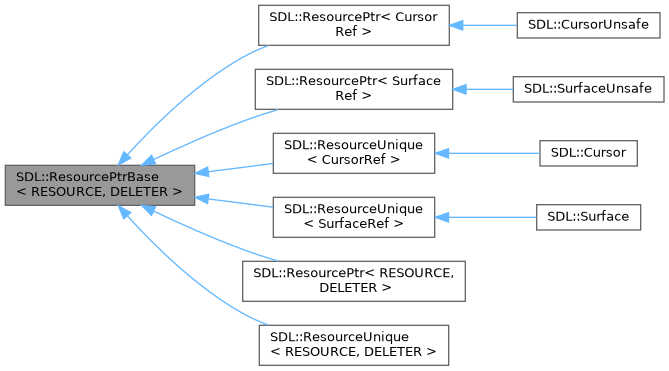 SDL::ResourcePtr< Cursor
Ref >
SDL::CursorUnsafe
SDL::ResourcePtr< Surface
Ref >
SDL::SurfaceUnsafe
SDL::ResourceUnique
< CursorRef >
SDL::Cursor
SDL::ResourcePtrBase
< RESOURCE, DELETER >
SDL::ResourceUnique
< SurfaceRef >
SDL::Surface
SDL::ResourcePtr< RESOURCE,
DELETER >
SDL::ResourceUnique
< RESOURCE, DELETER >